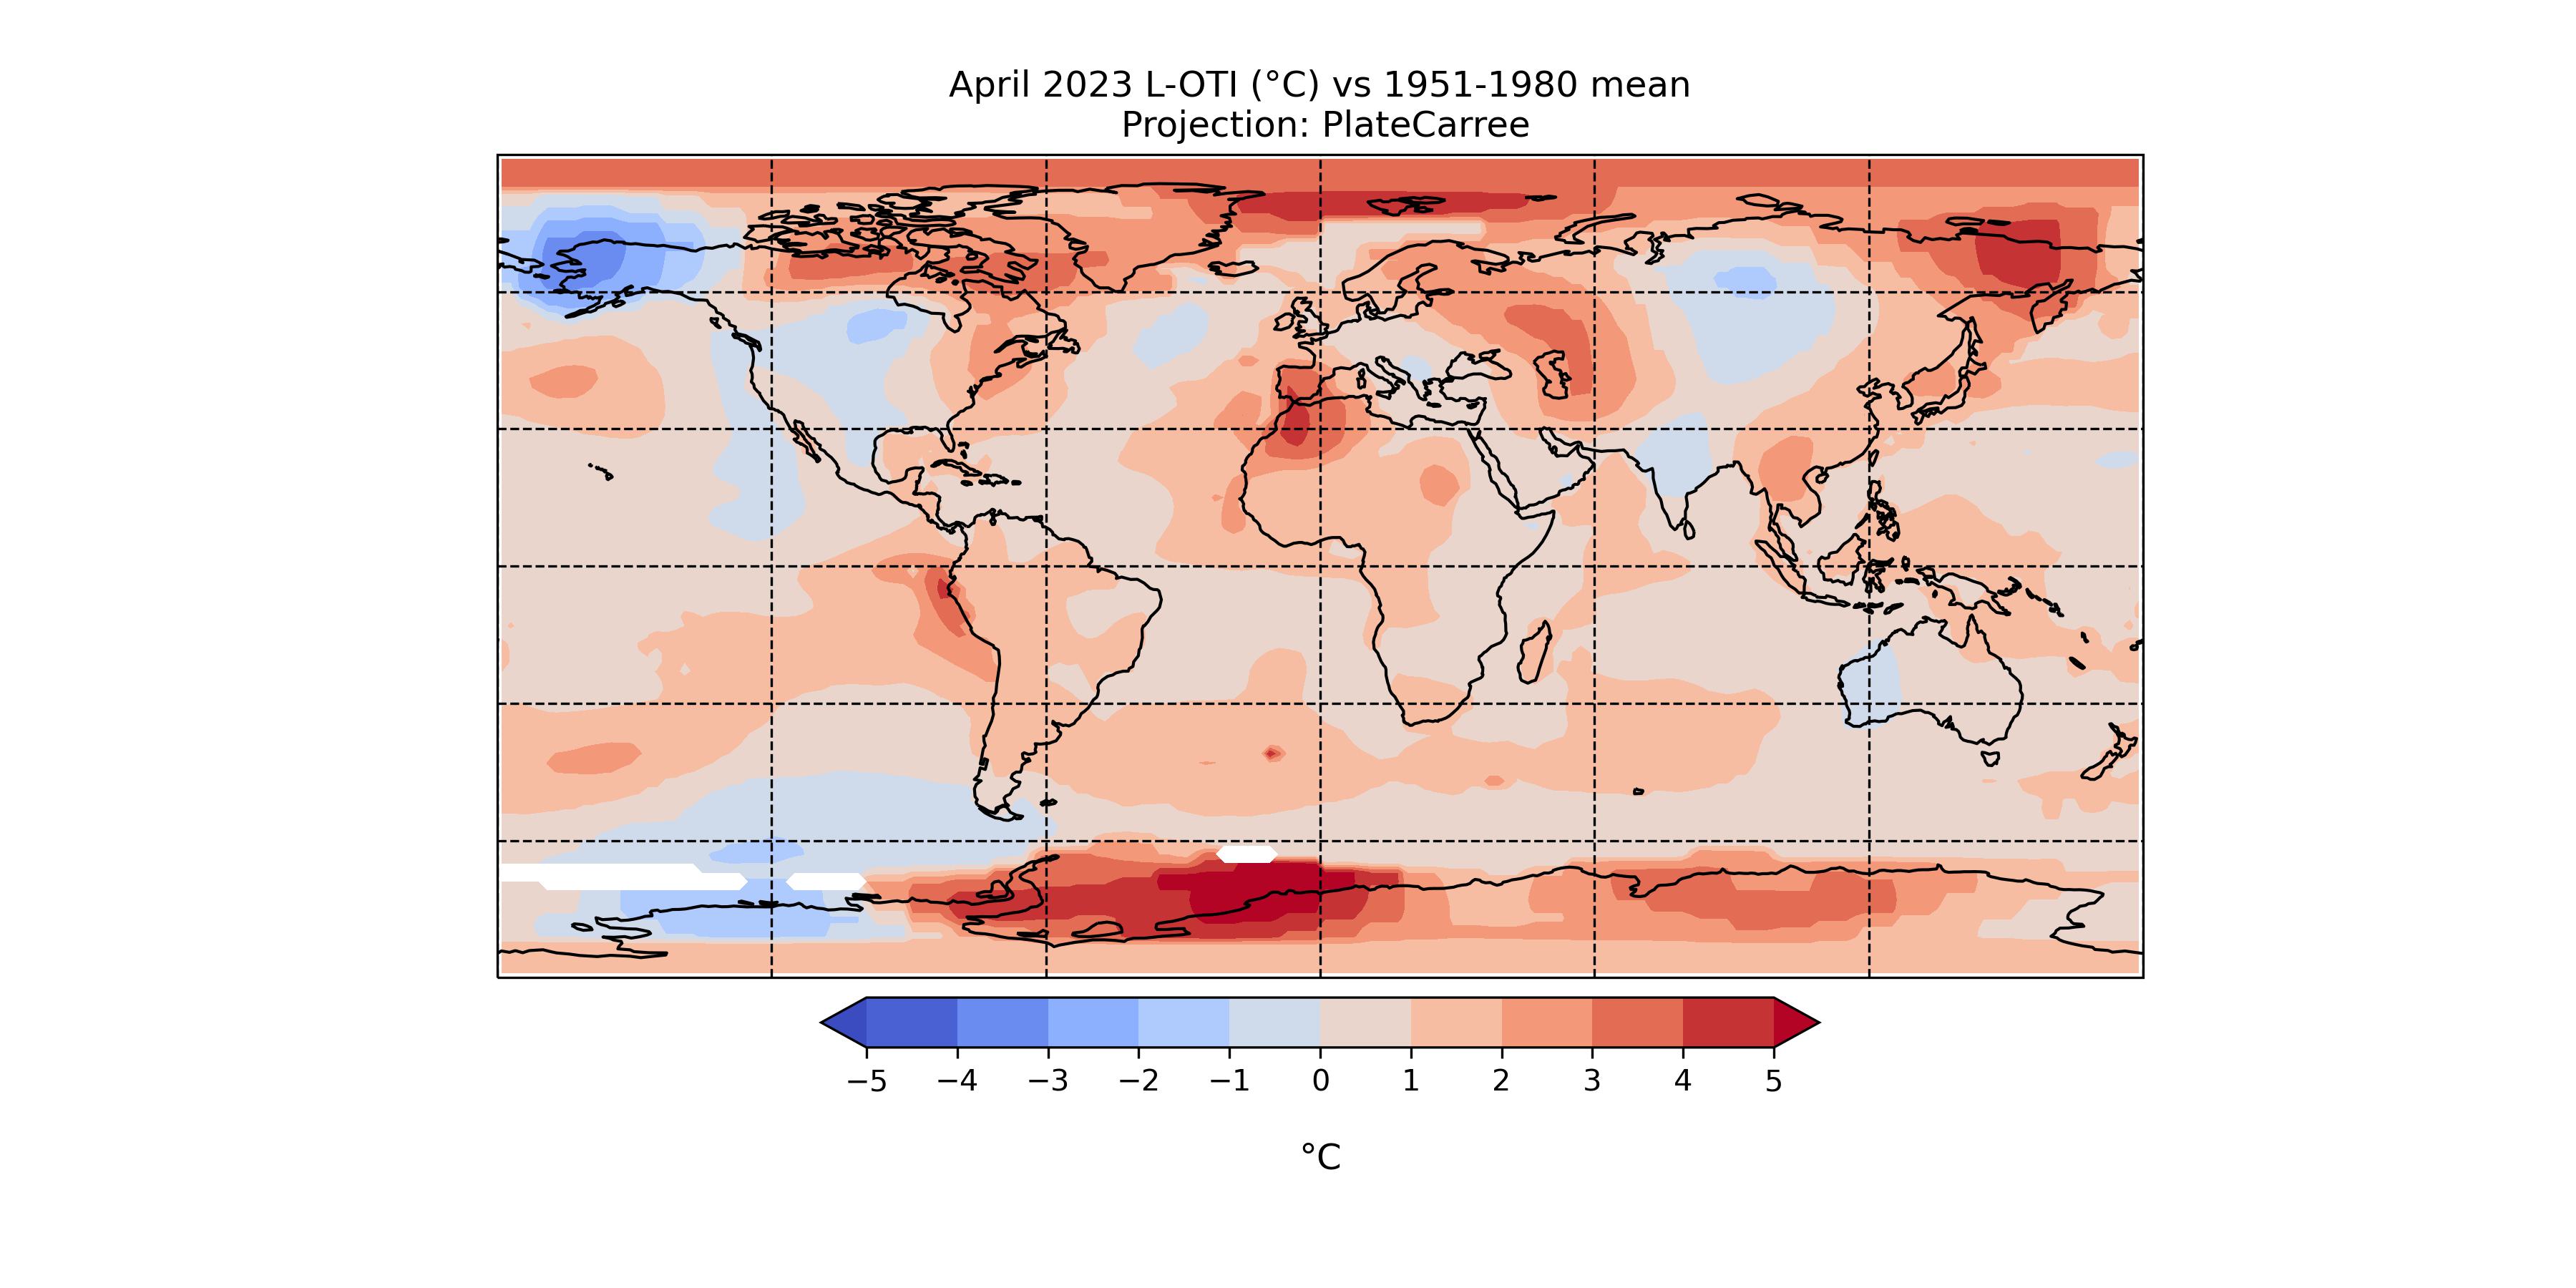 April 2023 L-OTI (°C) vs 1951-1980 mean
Projection: PlateCarree
−5 −4 −3 −2 −1 0 1 2 3 4 5
°C